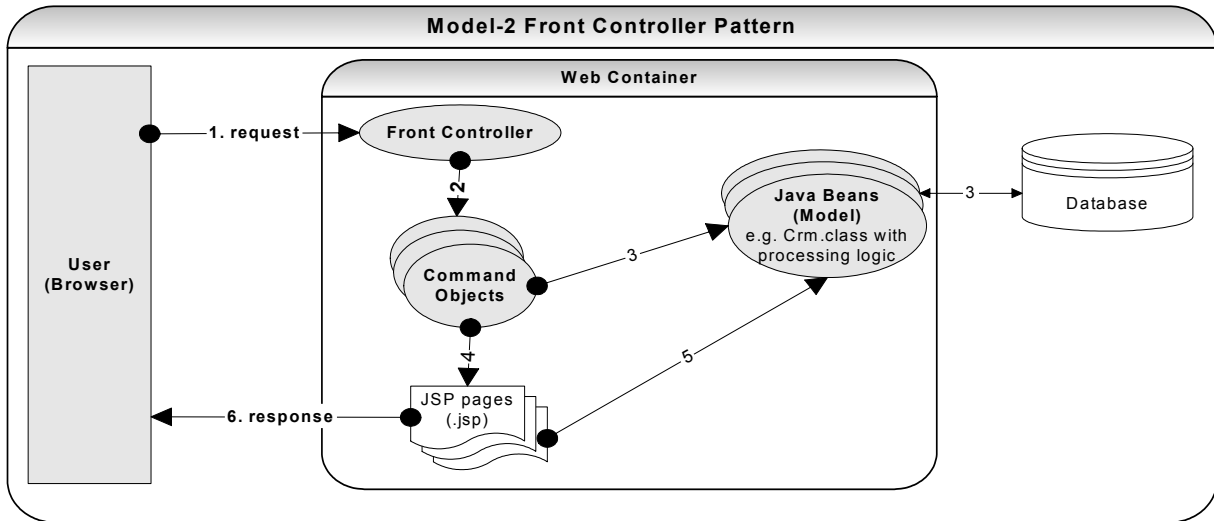 Model-2 Front Controller Pattern
Web Container
1. request
Front Controller
2
User
(Browser)
Command
Objects
3
Java Beans
(Model)
e.g. Crm.class with
processing logic
3
Database
4
JSP pages
(.jsp)
5
6. response